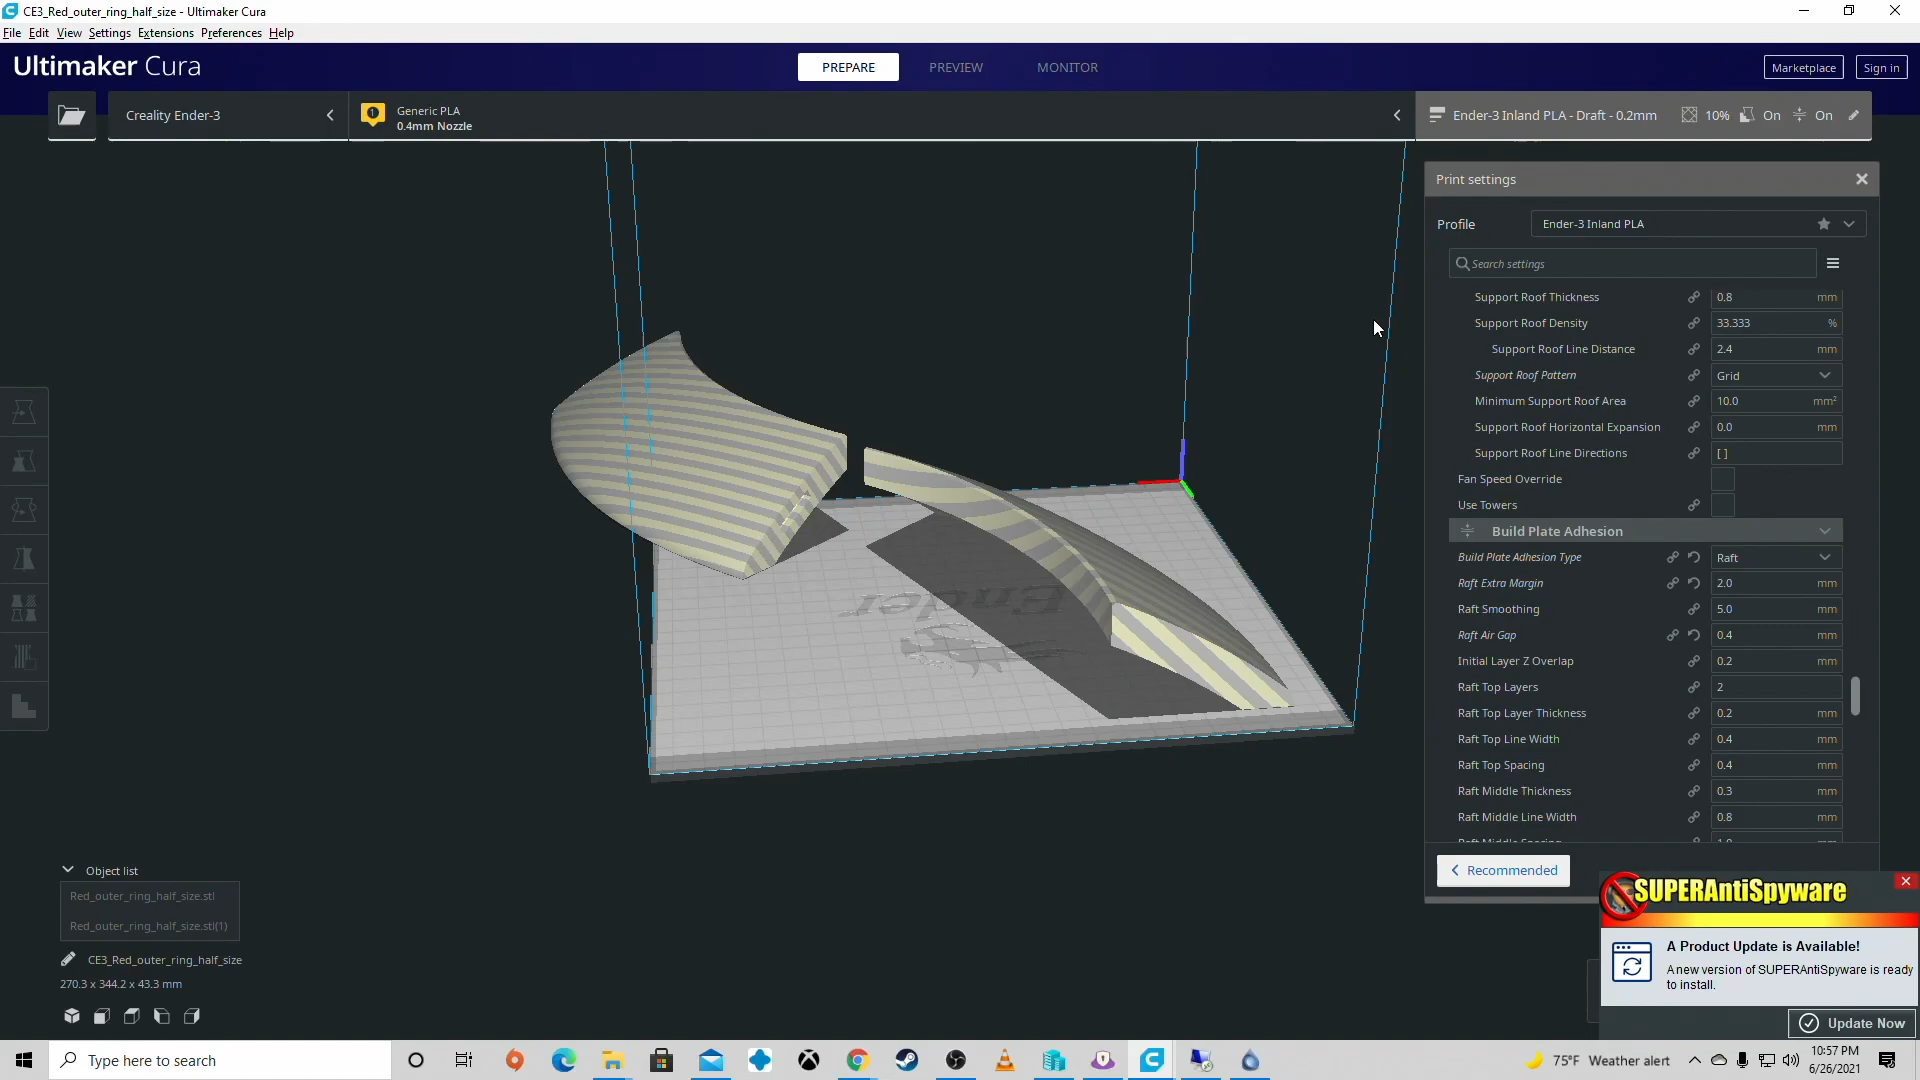 CE3_Red_outer_ring_half_size - Ultimaker Cura
File Edit View Settings Extensions Preferences Help
Ultimaker Cura
PREPARE
PREVIEW
MONITOR
Marketplace
Sign in
Creality Ender-3
1
Generic PLA
0.4mm Nozzle
Ender-3 Inland PLA - Draft - 0.2mm
10%
On
On
Print settings
Profile
Ender-3 Inland PLA
Search settings
Support Roof Thickness 0.8 mm
Support Roof Density 33.333 %
Support Roof Line Distance 2.4 mm
Support Roof Pattern Grid
Minimum Support Roof Area 10.0 mm²
Support Roof Horizontal Expansion 0.0 mm
Support Roof Line Directions [ ]
Fan Speed Override
Use Towers
Build Plate Adhesion
Build Plate Adhesion Type Raft
Raft Extra Margin 2.0 mm
Raft Smoothing 5.0 mm
Raft Air Gap 0.4 mm
Initial Layer Z Overlap 0.2 mm
Raft Top Layers 2
Raft Top Layer Thickness 0.2 mm
Raft Top Line Width 0.4 mm
Raft Top Spacing 0.4 mm
Raft Middle Thickness 0.3 mm
Raft Middle Line Width 0.8 mm
Recommended
Ender
Object list
Red_outer_ring_half_size.stl
Red_outer_ring_half_size.stl(1)
CE3_Red_outer_ring_half_size
270.3 x 344.2 x 43.3 mm
SUPERAntiSpyware
A Product Update is Available!
A new version of SUPERAntiSpyware is ready
to install.
Update Now
Type here to search
75°F Weather alert
10:57 PM
6/26/2021